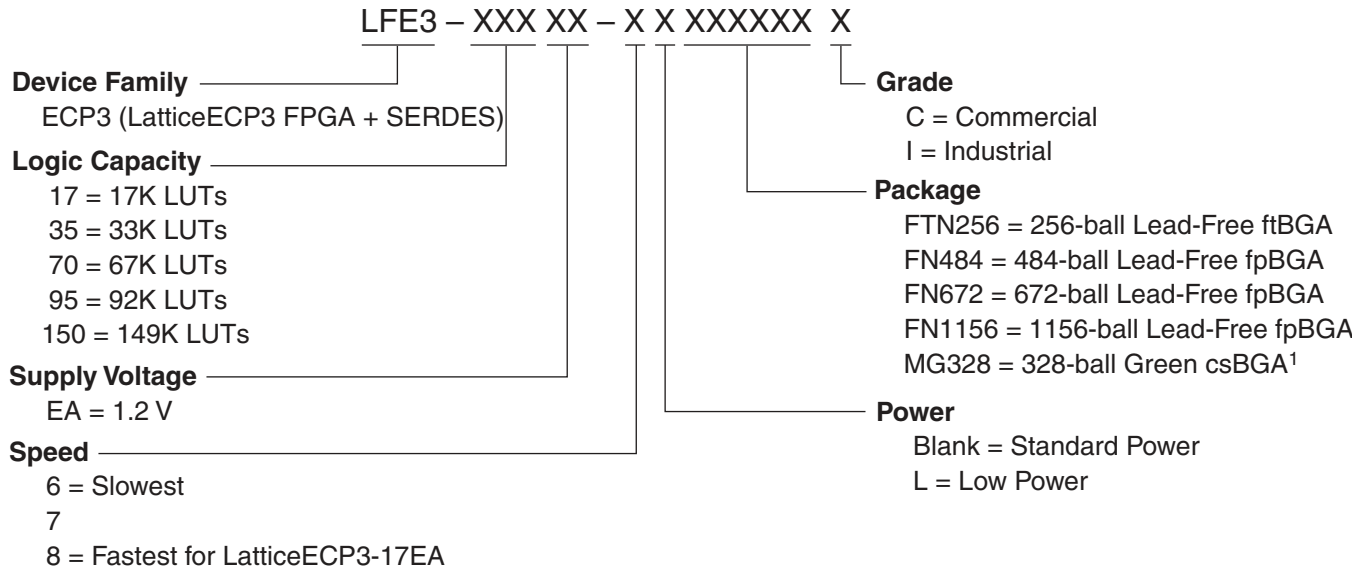 LFE3 – XXX XX – X X XXXXXX X
Device Family
ECP3 (LatticeECP3 FPGA + SERDES)
Logic Capacity
17 = 17K LUTs
35 = 33K LUTs
70 = 67K LUTs
95 = 92K LUTs
150 = 149K LUTs
Supply Voltage
EA = 1.2 V
Speed
6 = Slowest
7
8 = Fastest for LatticeECP3-17EA
Grade
C = Commercial
I = Industrial
Package
FTN256 = 256-ball Lead-Free ftBGA
FN484 = 484-ball Lead-Free fpBGA
FN672 = 672-ball Lead-Free fpBGA
FN1156 = 1156-ball Lead-Free fpBGA
MG328 = 328-ball Green csBGA¹
Power
Blank = Standard Power
L = Low Power